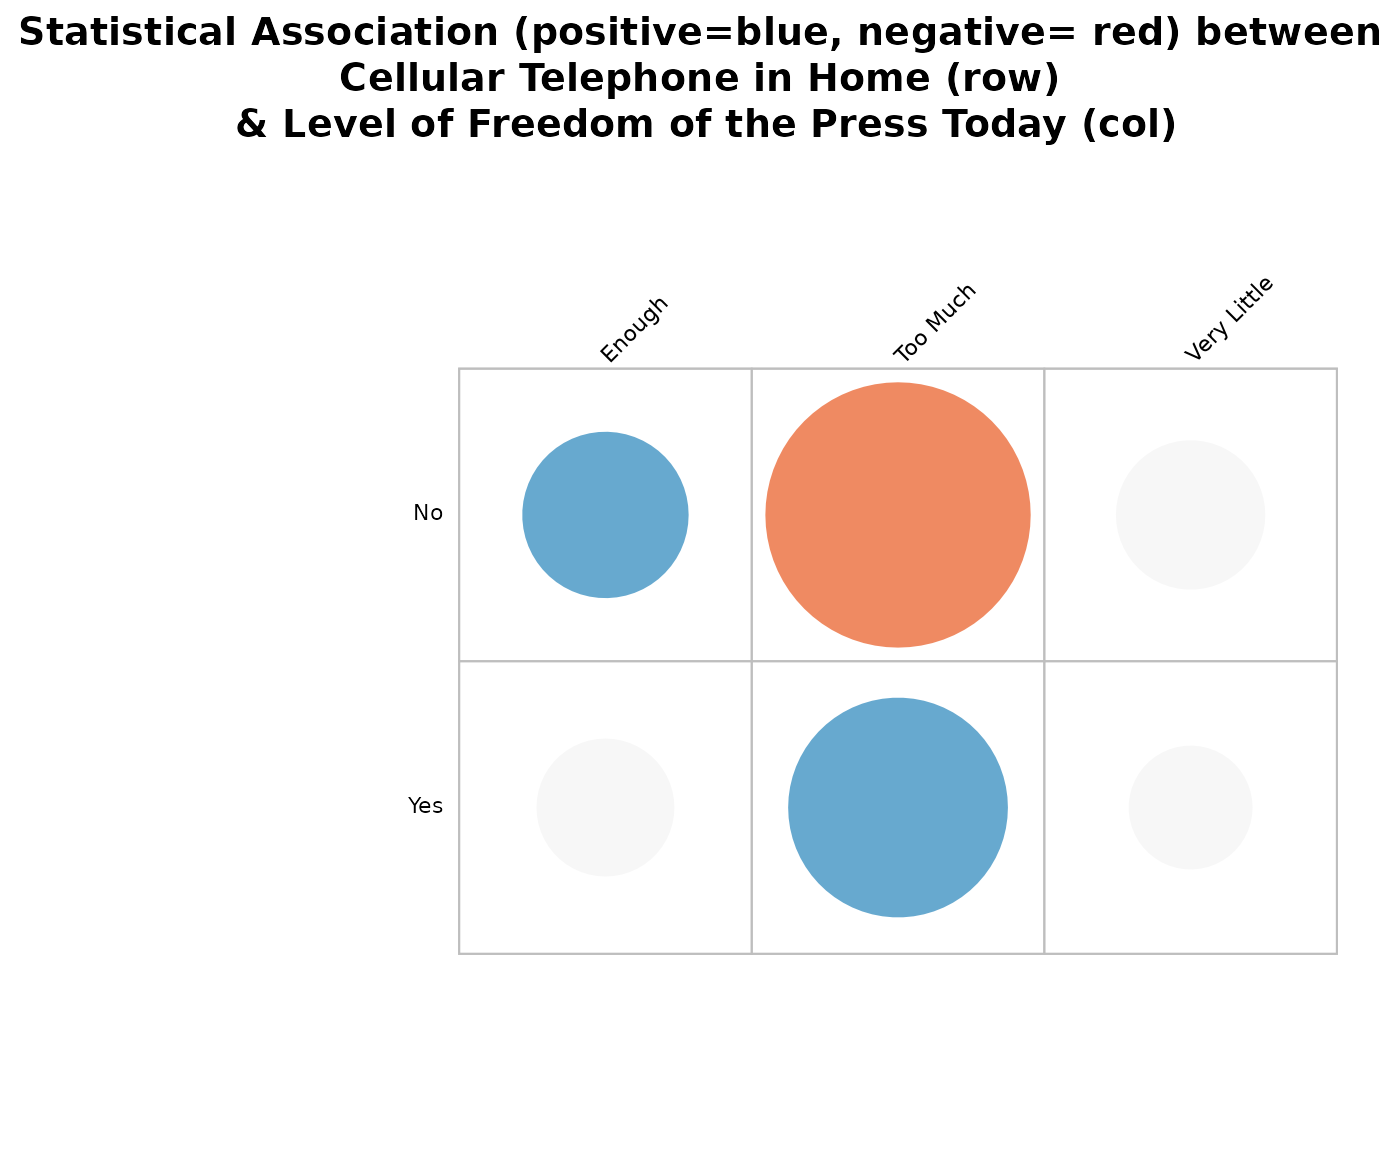 Statistical Association (positive=blue, negative= red) between
Cellular Telephone in Home (row)
& Level of Freedom of the Press Today (col)
Enough
Too Much
Very Little
No
Yes